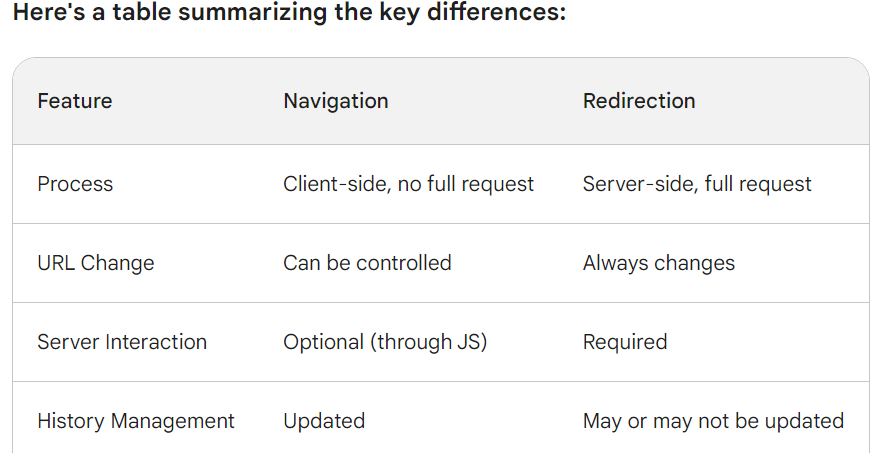 Here's a table summarizing the key differences:
Feature Navigation Redirection
Process Client-side, no full request Server-side, full request
URL Change Can be controlled Always changes
Server Interaction Optional (through JS) Required
History Management Updated May or may not be updated